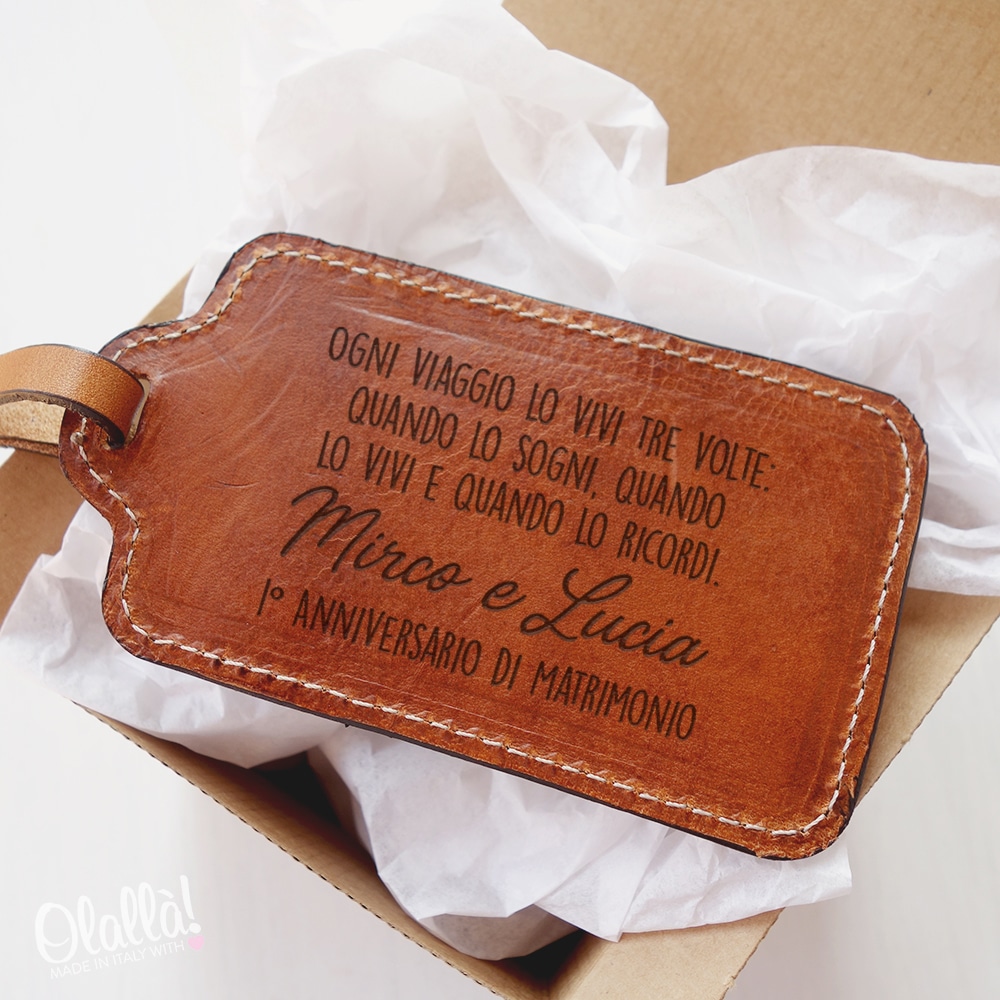 OGNI VIAGGIO LO VIVI TRE VOLTE:
QUANDO LO SOGNI, QUANDO
LO VIVI E QUANDO LO RICORDI.
Mirco e Lucia
1° ANNIVERSARIO DI MATRIMONIO
Olallà!
MADE IN ITALY WITH